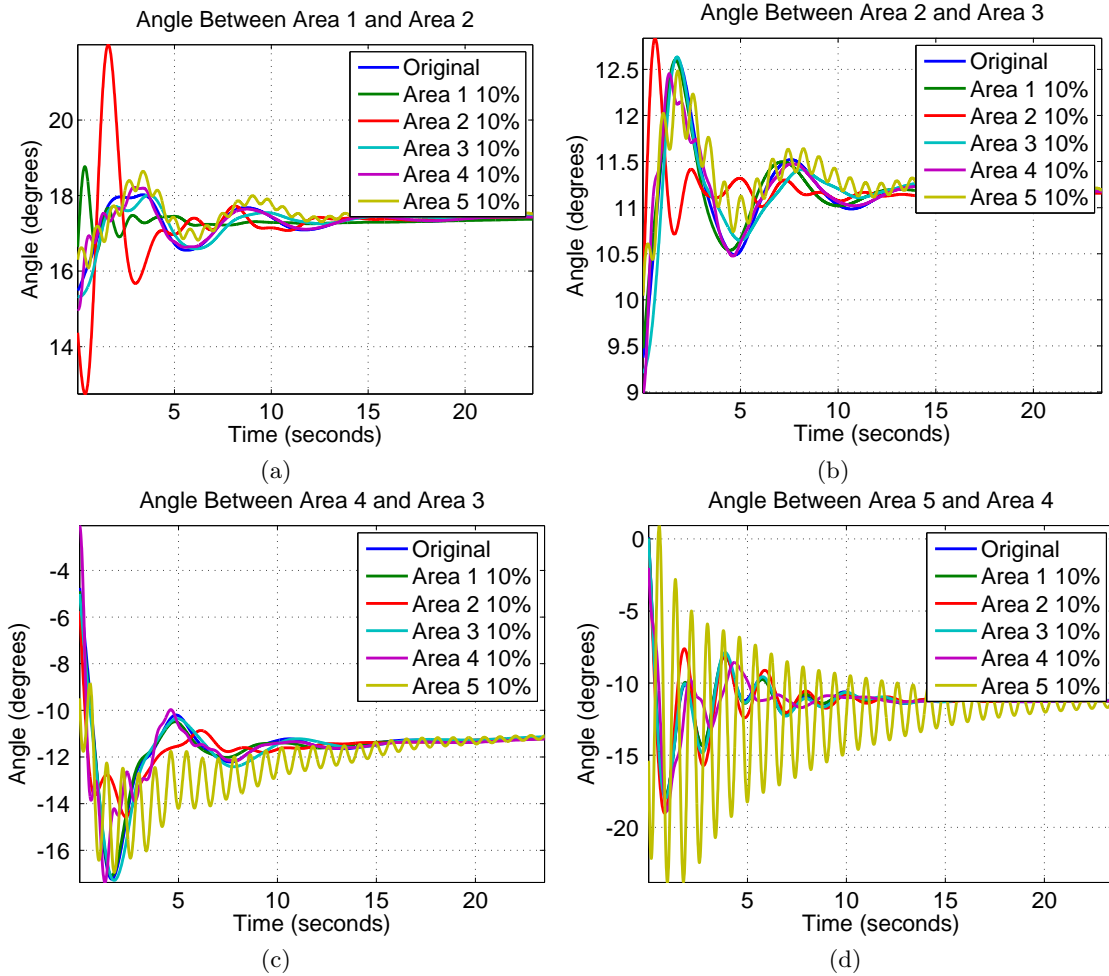 Angle Between Area 1 and Area 2
Angle (degrees)
20
18
16
14
Original
Area 1 10%
Area 2 10%
Area 3 10%
Area 4 10%
Area 5 10%
5
10
15
20
Time (seconds)
(a)
Angle Between Area 2 and Area 3
Angle (degrees)
12.5
12
11.5
11
10.5
10
9.5
9
Original
Area 1 10%
Area 2 10%
Area 3 10%
Area 4 10%
Area 5 10%
5
10
15
20
Time (seconds)
(b)
Angle Between Area 4 and Area 3
Angle (degrees)
-4
-6
-8
-10
-12
-14
-16
Original
Area 1 10%
Area 2 10%
Area 3 10%
Area 4 10%
Area 5 10%
5
10
15
20
Time (seconds)
(c)
Angle Between Area 5 and Area 4
Angle (degrees)
0
-5
-10
-15
-20
Original
Area 1 10%
Area 2 10%
Area 3 10%
Area 4 10%
Area 5 10%
5
10
15
20
Time (seconds)
(d)